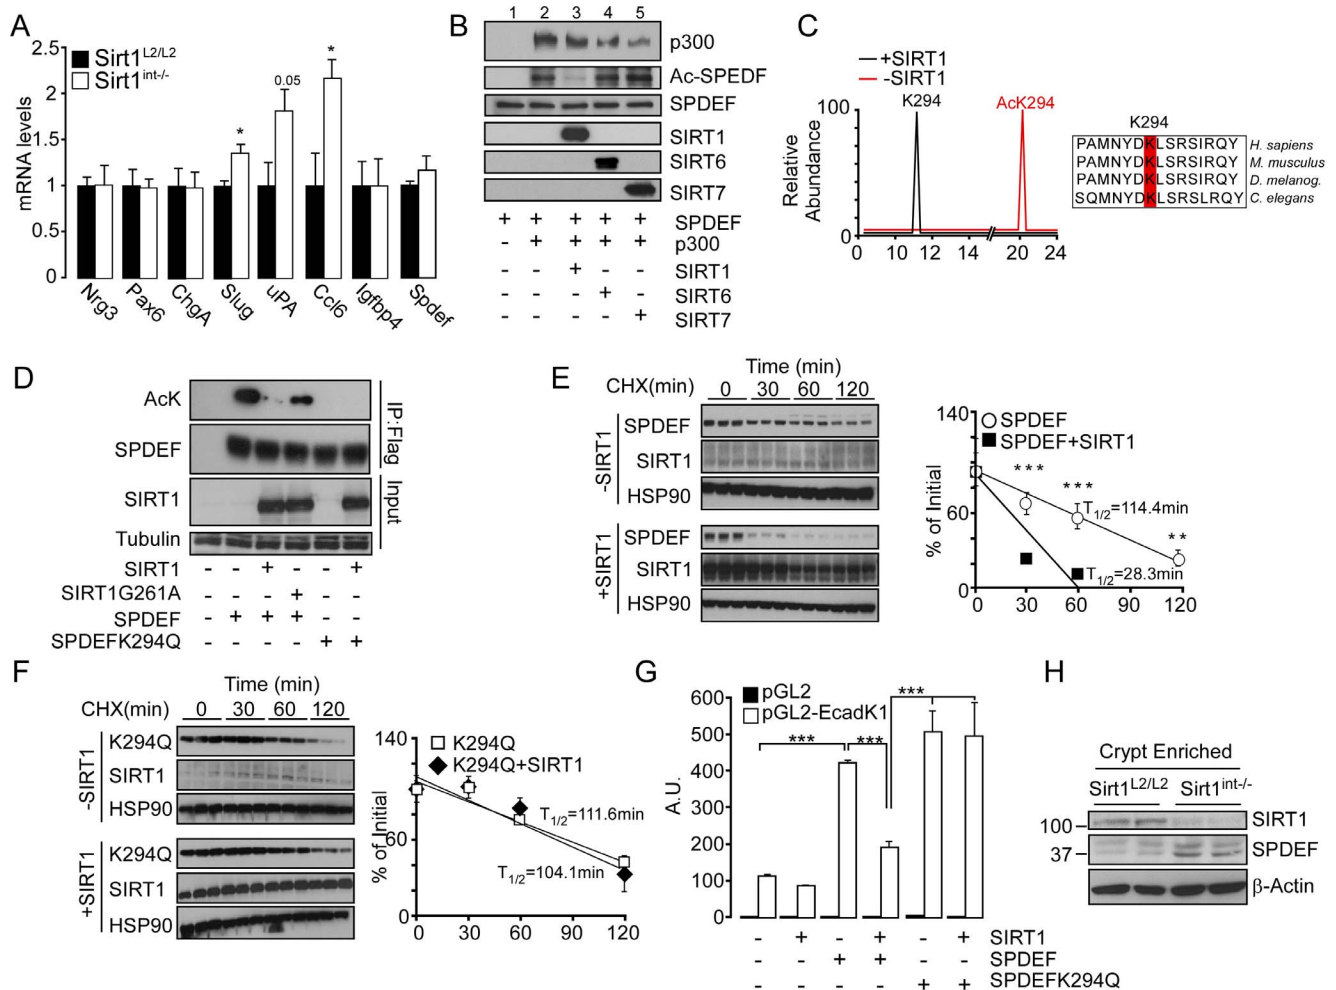 A
2.5
2
1.5
1
0.5
0
mRNA levels
Sirt1L2/L2
Sirt1int-/-
*
0.05
*
Nrg3
Pax6
ChgA
Slug
uPA
Ccl6
Igfbp4
Spdef
B
1 2 3 4 5
p300
Ac-SPEDF
SPDEF
SIRT1
SIRT6
SIRT7
+ + + + + SPDEF
- + + + + p300
- - + - - SIRT1
- - - + - SIRT6
- - - - + SIRT7
C
+SIRT1
-SIRT1
K294
AcK294
100
0
Relative
Abundance
0 10 12 14 20 24
K294
PAMNYDKLSRSIRQY H. sapiens
PAMNYDKLSRSIRQY M. musculus
PAMNYDKLSRSIRQY D. melanog.
SQMNYDKLSRSLRQY C. elegans
D
AcK
SPDEF
SIRT1
Tubulin
IP:Flag
Input
SIRT1 - - + - - +
SIRT1G261A - - - + - -
SPDEF - + + + - -
SPDEFK294Q - - - - + +
E
Time (min)
CHX(min) 0 30 60 120
-SIRT1
SPDEF
SIRT1
HSP90
+SIRT1
SPDEF
SIRT1
HSP90
140
60
0
% of Initial
SPDEF
SPDEF+SIRT1
***
***
**
T1/2=114.4min
T1/2=28.3min
0 30 60 90 120
F
Time (min)
CHX(min) 0 30 60 120
-SIRT1
K294Q
SIRT1
HSP90
+SIRT1
K294Q
SIRT1
HSP90
140
60
0
% of Initial
K294Q
K294Q+SIRT1
T1/2=111.6min
T1/2=104.1min
0 30 60 90 120
G
600
500
400
300
200
100
0
A.U.
pGL2
pGL2-EcadK1
***
***
***
- + - + - + SIRT1
- - + + - - SPDEF
- - - - + + SPDEFK294Q
H
Crypt Enriched
Sirt1L2/L2 Sirt1int-/-
100
37
SIRT1
SPDEF
β-Actin